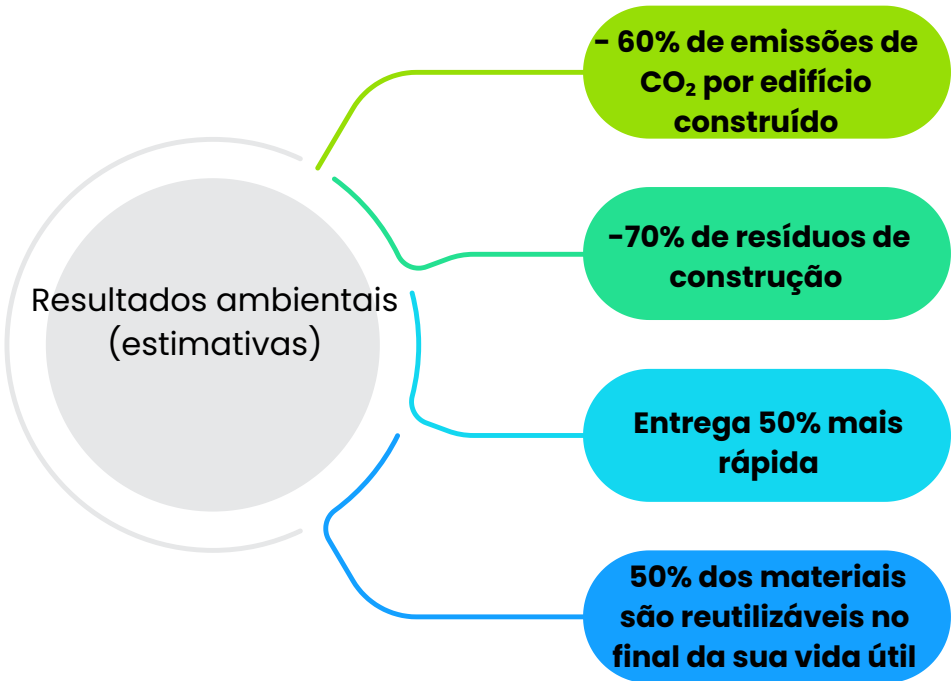 Resultados ambientais
(estimativas)
- 60% de emissões de
CO₂ por edifício
construído
-70% de resíduos de
construção
Entrega 50% mais
rápida
50% dos materiais
são reutilizáveis no
final da sua vida útil